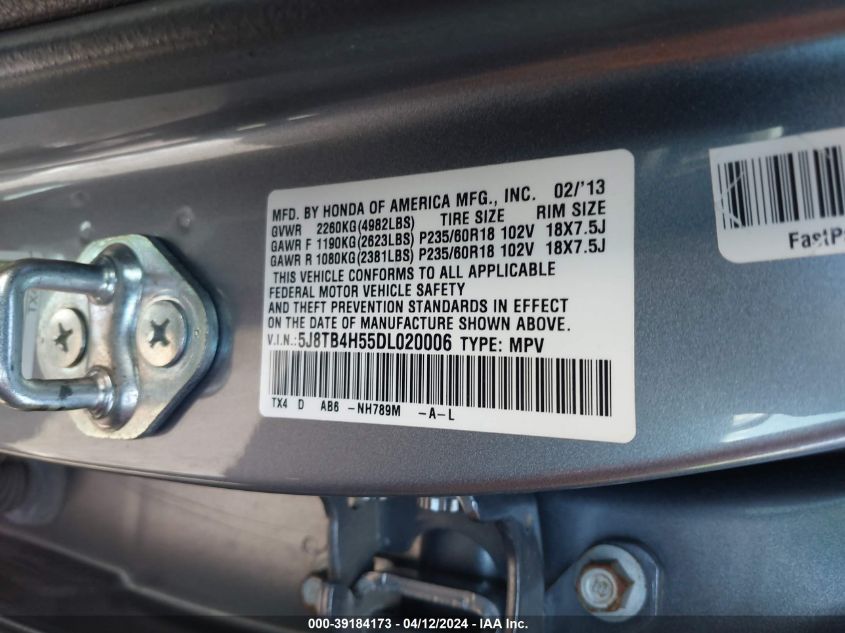 MFD. BY HONDA OF AMERICA MFG., INC. 02/'13
GVWR 2260KG(4982LBS) TIRE SIZE RIM SIZE
GAWR F 1190KG(2623LBS) P235/60R18 102V 18X7.5J
GAWR R 1080KG(2381LBS) P235/60R18 102V 18X7.5J
THIS VEHICLE CONFORMS TO ALL APPLICABLE
FEDERAL MOTOR VEHICLE SAFETY
AND THEFT PREVENTION STANDARDS IN EFFECT
ON THE DATE OF MANUFACTURE SHOWN ABOVE.
V.I.N.:5J8TB4H55DL020006 TYPE: MPV
TX4 D AB6 -NH789M -A-L
TX4
000-39184173 - 04/12/2024 - IAA Inc.